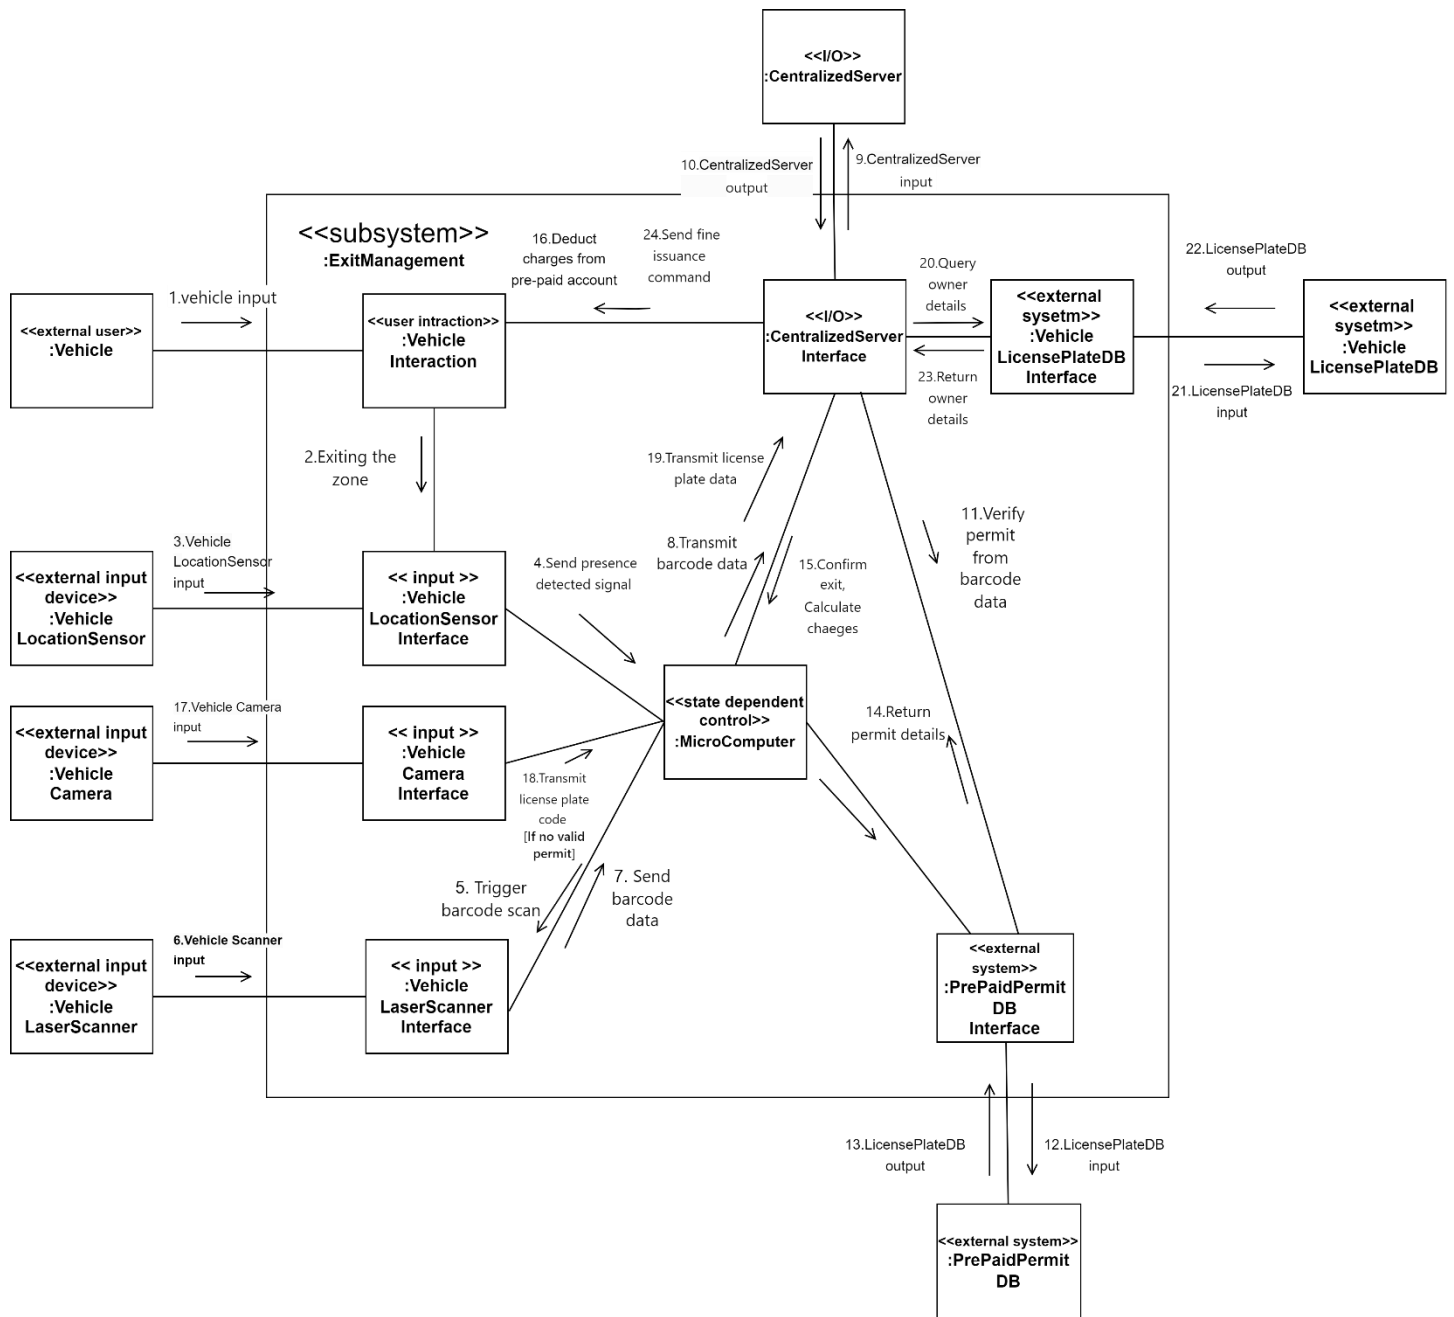 <<I/O>>
:CentralizedServer
10.CentralizedServer
output
9.CentralizedServer
input
<<subsystem>>
:ExitManagement
16.Deduct
charges from
pre-paid account
24.Send fine
issuance
command
20.Query
owner
details
22.LicensePlateDB
output
1.vehicle input
<<external user>>
:Vehicle
<<user intraction>>
:Vehicle
Interaction
<<I/O>>
:CentralizedServer
Interface
<<external
sysetm>>
:Vehicle
LicensePlateDB
Interface
<<external
sysetm>>
:Vehicle
LicensePlateDB
23.Return
owner
details
21.LicensePlateDB
input
2.Exiting the
zone
19.Transmit license
plate data
3.Vehicle
LocationSensor
input
<<external input
device>>
:Vehicle
LocationSensor
<< input >>
:Vehicle
LocationSensor
Interface
4.Send presence
detected signal
8.Transmit
barcode data
15.Confirm
exit,
Calculate
chaeges
11.Verify
permit
from
barcode
data
17.Vehicle Camera
input
<<external input
device>>
:Vehicle
Camera
<< input >>
:Vehicle
Camera
Interface
<<state dependent
control>>
:MicroComputer
14.Return
permit details
18.Transmit
license plate
code
[If no valid
permit]
5. Trigger
barcode scan
7. Send
barcode
data
6.Vehicle Scanner
input
<<external input
device>>
:Vehicle
LaserScanner
<< input >>
:Vehicle
LaserScanner
Interface
<<external
system>>
:PrePaidPermit
DB
Interface
13.LicensePlateDB
output
12.LicensePlateDB
input
<<external system>>
:PrePaidPermit
DB